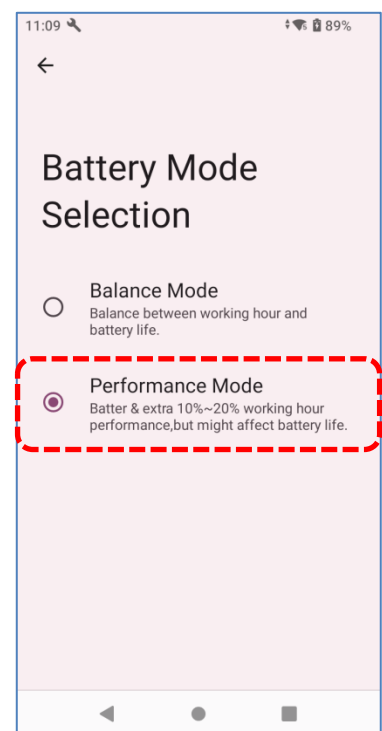 11:09 89%
Battery Mode
Selection
Balance Mode
Balance between working hour and
battery life.
Performance Mode
Batter & extra 10%~20% working hour
performance,but might affect battery life.